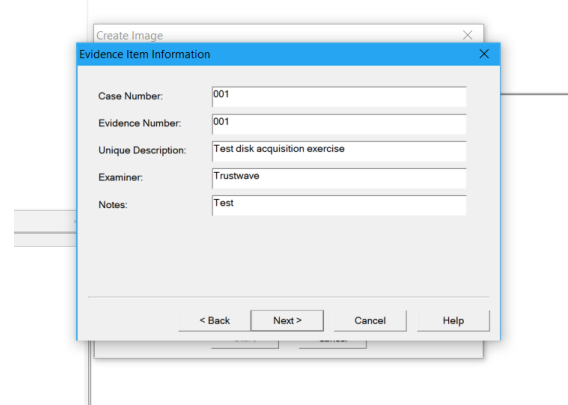 Create Image
Evidence Item Information
Case Number: 001
Evidence Number: 001
Unique Description: Test disk acquisition exercise
Examiner: Trustwave
Notes: Test
< Back Next > Cancel Help